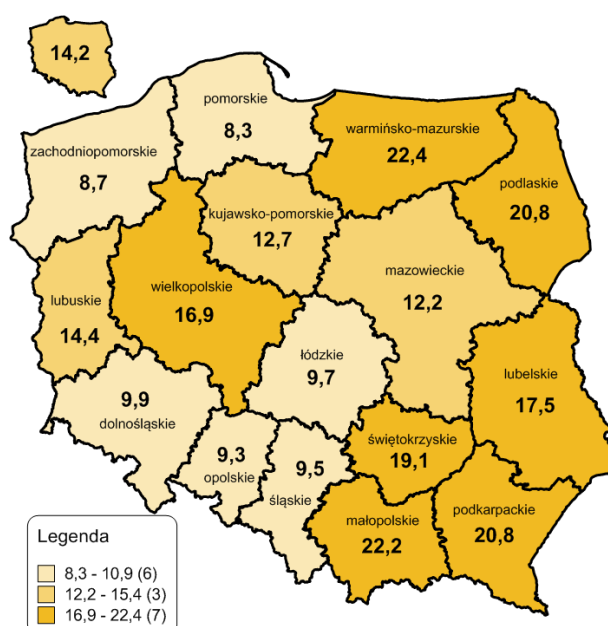 14,2
pomorskie
8,3
warmińsko-mazurskie
22,4
zachodniopomorskie
8,7
podlaskie
20,8
kujawsko-pomorskie
12,7
mazowieckie
12,2
lubuskie
14,4
wielkopolskie
16,9
łódzkie
9,7
lubelskie
17,5
9,9
dolnośląskie
9,3
opolskie
9,5
śląskie
świętokrzyskie
19,1
małopolskie
22,2
podkarpackie
20,8
Legenda
8,3 - 10,9 (6)
12,2 - 15,4 (3)
16,9 - 22,4 (7)